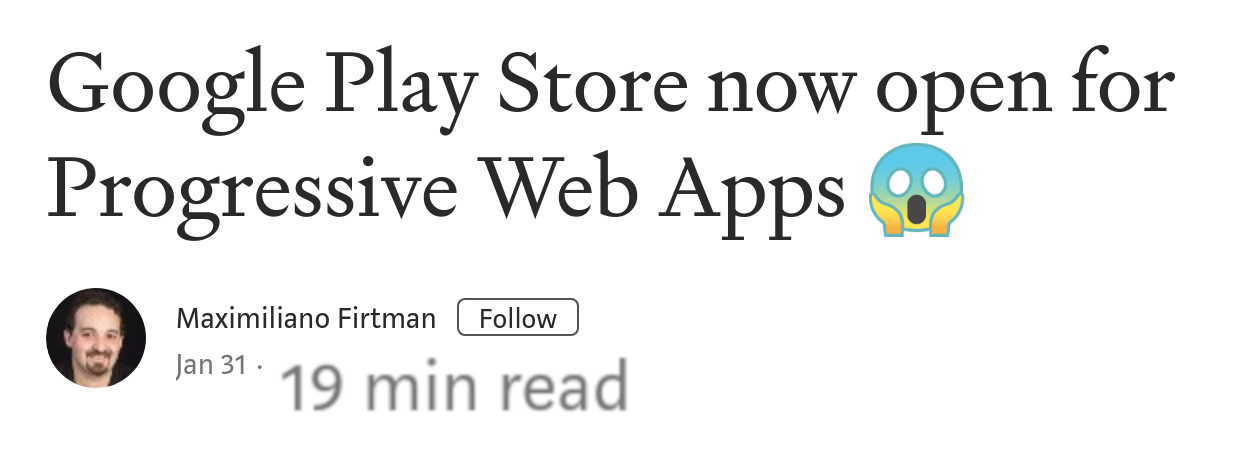 Google Play Store now open for
Progressive Web Apps 😱
Maximiliano Firtman Follow
Jan 31 · 19 min read